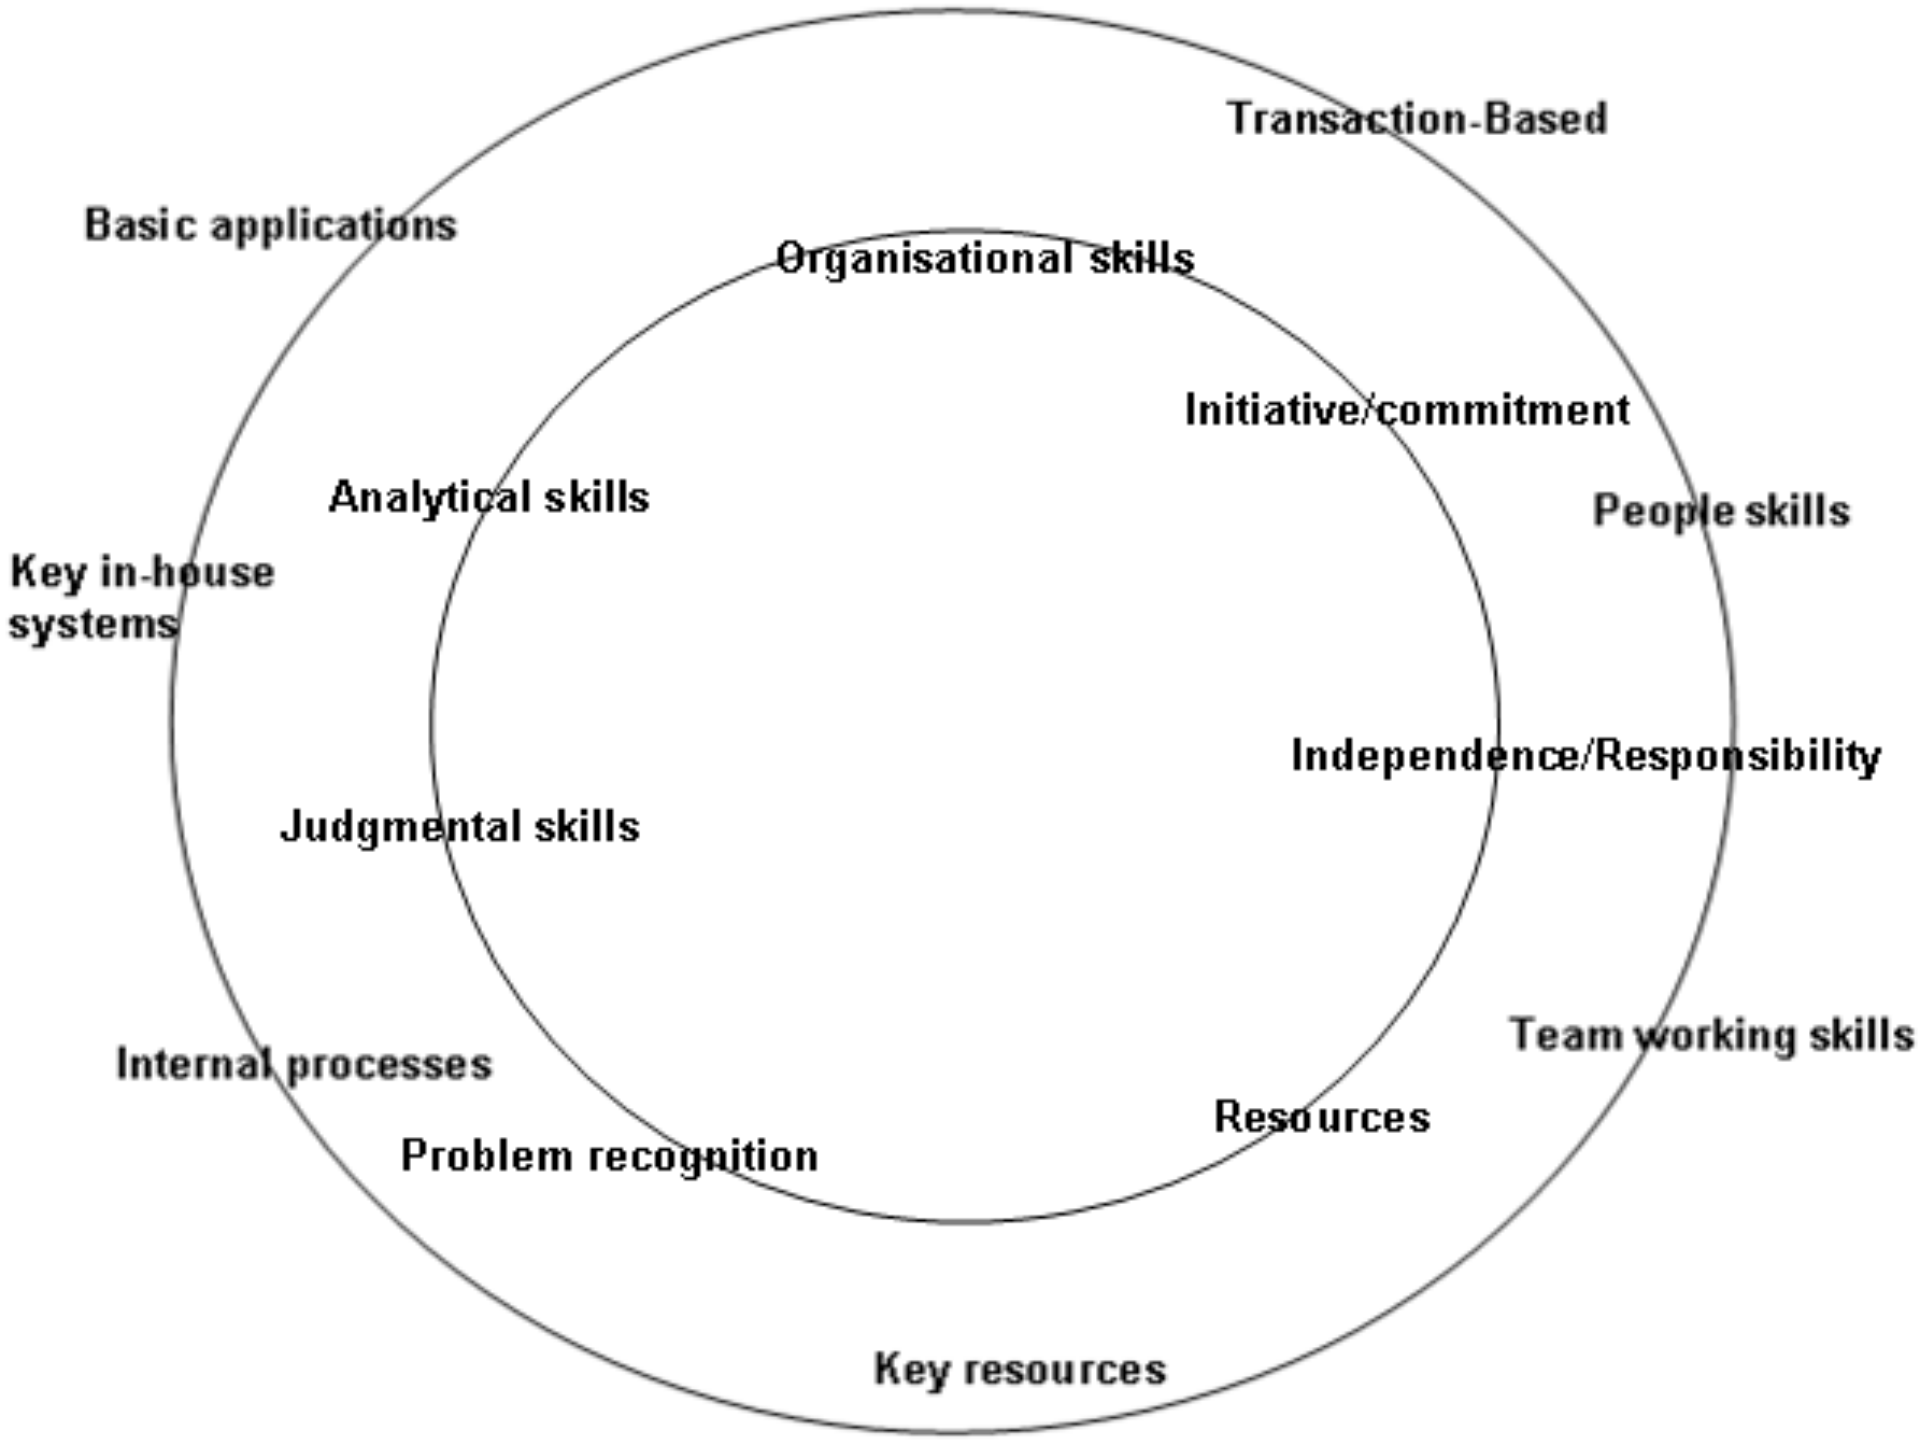 Transaction-Based
Basic applications
Organisational skills
Initiative/commitment
Analytical skills
People skills
Key in-house
systems
Independence/Responsibility
Judgmental skills
Team working skills
Internal processes
Resources
Problem recognition
Key resources